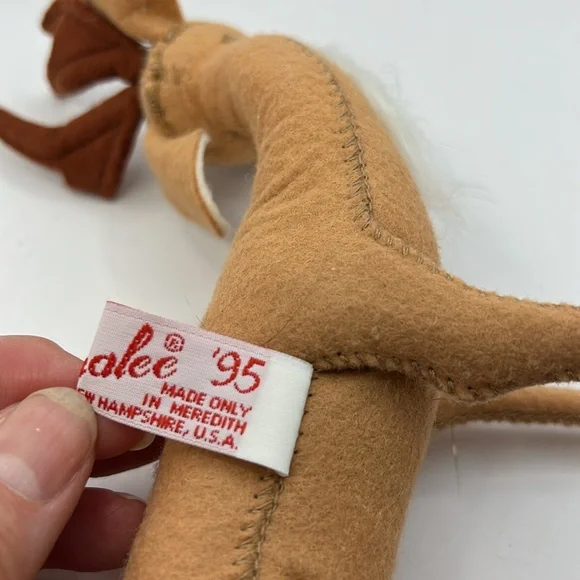 alee® '95
MADE ONLY
IN MEREDITH
HAMPSHIRE, U.S.A.